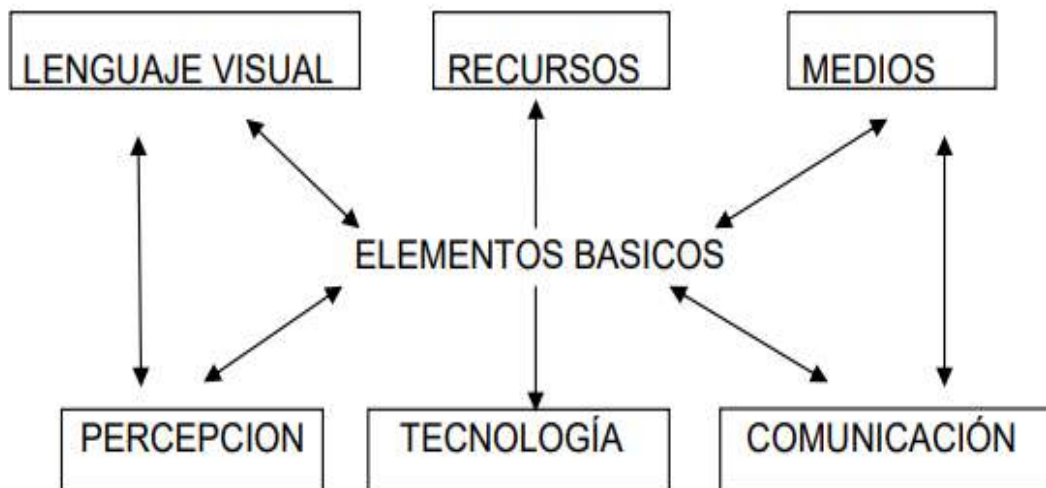 LENGUAJE VISUAL
RECURSOS
MEDIOS
ELEMENTOS BASICOS
PERCEPCION
TECNOLOGÍA
COMUNICACIÓN